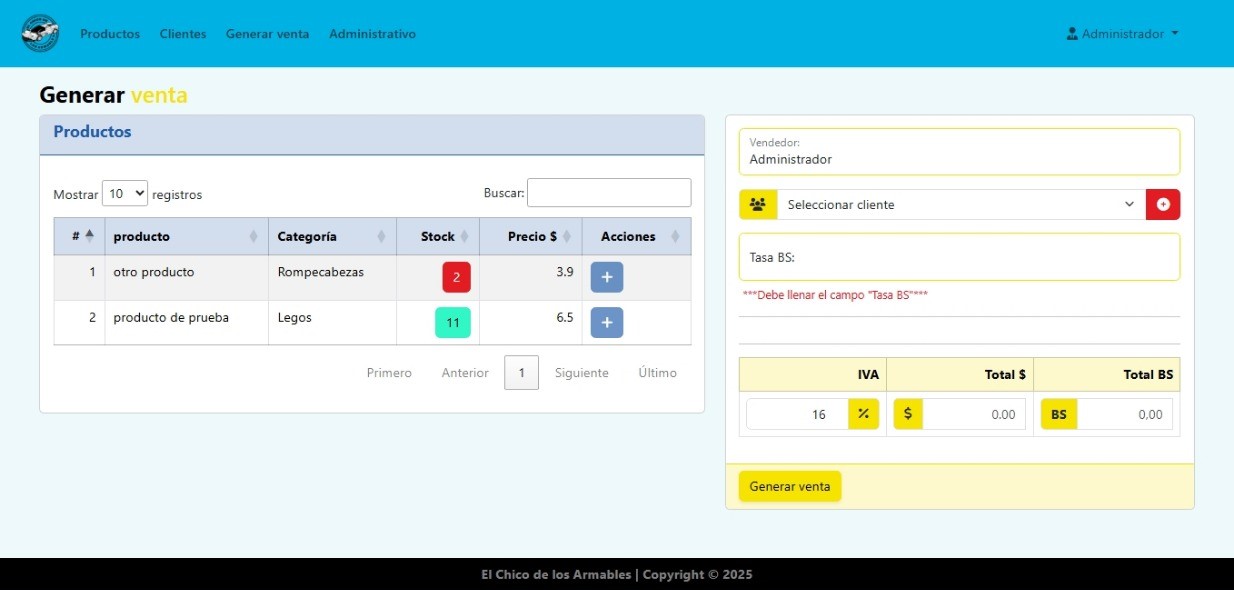 Productos Clientes Generar venta Administrativo Administrador
Generar venta
Productos
Mostrar 10 registros Buscar:
# producto Categoría Stock Precio $ Acciones
1 otro producto Rompecabezas 2 3.9 +
2 producto de prueba Legos 11 6.5 +
Primero Anterior 1 Siguiente Último
Vendedor:
Administrador
Seleccionar cliente
Tasa BS:
***Debe llenar el campo "Tasa BS"***
IVA Total $ Total BS
16 % $ 0.00 BS 0,00
Generar venta
El Chico de los Armables | Copyright © 2025